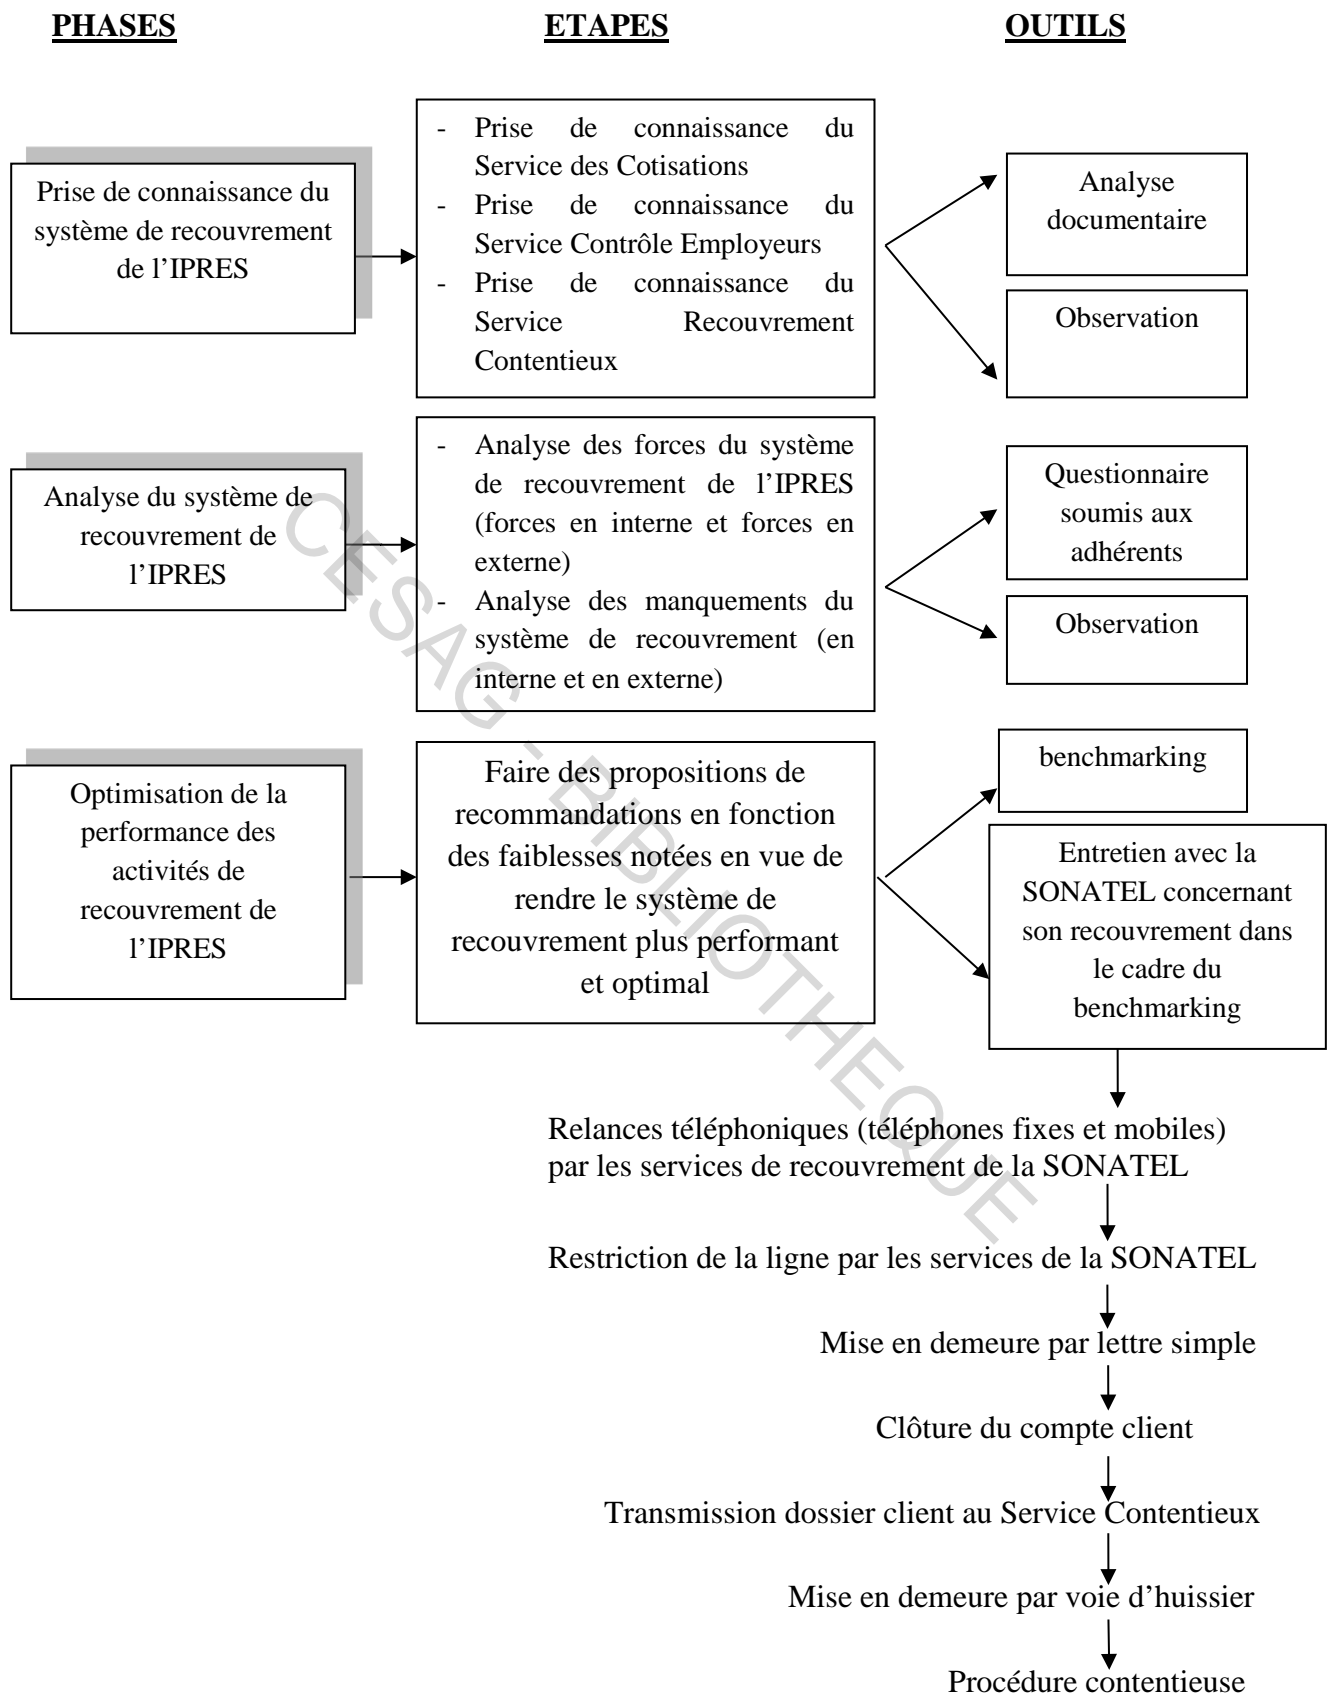 PHASES
ETAPES
OUTILS
Prise de connaissance du
système de recouvrement
de l’IPRES
- Prise de connaissance du
Service des Cotisations
- Prise de connaissance du
Service Contrôle Employeurs
- Prise de connaissance du
Service Recouvrement
Contentieux
Analyse
documentaire
Observation
Analyse du système de
recouvrement de
l’IPRES
- Analyse des forces du système
de recouvrement de l’IPRES
(forces en interne et forces en
externe)
- Analyse des manquements du
système de recouvrement (en
interne et en externe)
Questionnaire
soumis aux
adhérents
Observation
Optimisation de la
performance des
activités de
recouvrement de
l’IPRES
Faire des propositions de
recommandations en fonction
des faiblesses notées en vue de
rendre le système de
recouvrement plus performant
et optimal
benchmarking
Entretien avec la
SONATEL concernant
son recouvrement dans
le cadre du
benchmarking
Relances téléphoniques (téléphones fixes et mobiles)
par les services de recouvrement de la SONATEL
Restriction de la ligne par les services de la SONATEL
Mise en demeure par lettre simple
Clôture du compte client
Transmission dossier client au Service Contentieux
Mise en demeure par voie d’huissier
Procédure contentieuse
CESAG - BIBLIOTHEQUE